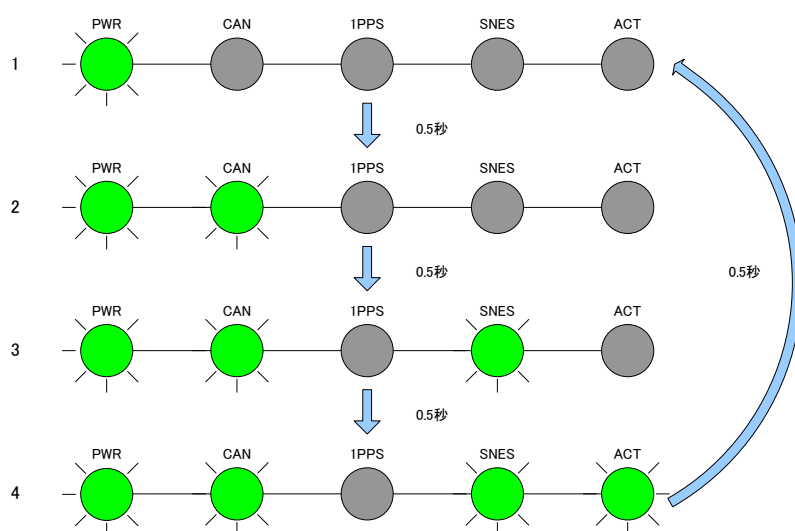 PWR CAN 1PPS SNES ACT
1
0.5秒
PWR CAN 1PPS SNES ACT
2
0.5秒
0.5秒
PWR CAN 1PPS SNES ACT
3
0.5秒
PWR CAN 1PPS SNES ACT
4